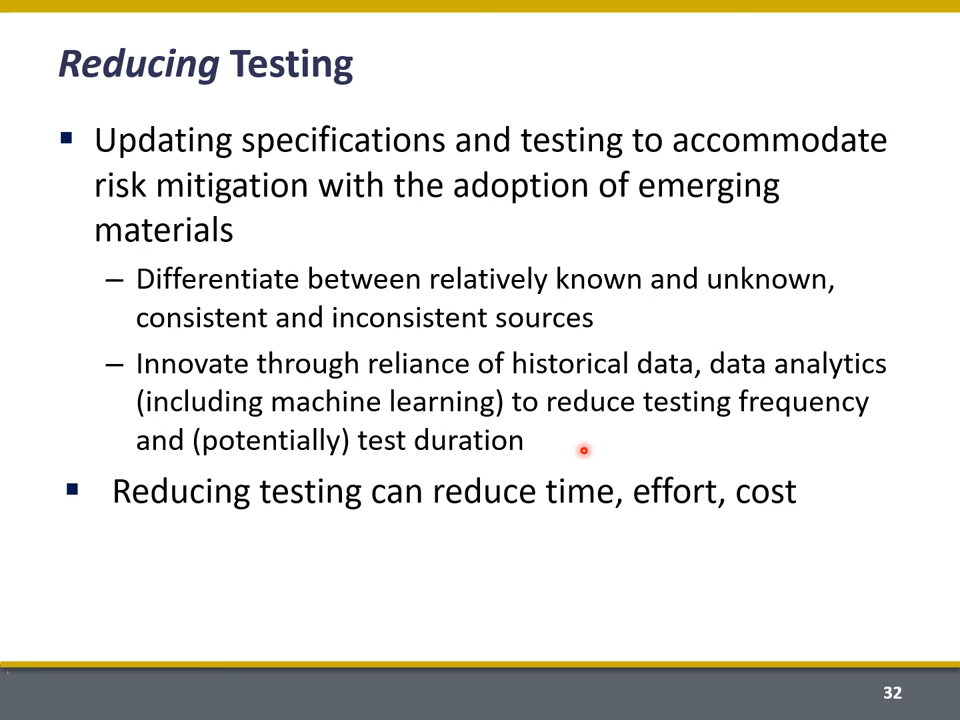 Reducing Testing
▪ Updating specifications and testing to accommodate
risk mitigation with the adoption of emerging
materials
– Differentiate between relatively known and unknown,
consistent and inconsistent sources
– Innovate through reliance of historical data, data analytics
(including machine learning) to reduce testing frequency
and (potentially) test duration
▪ Reducing testing can reduce time, effort, cost
32